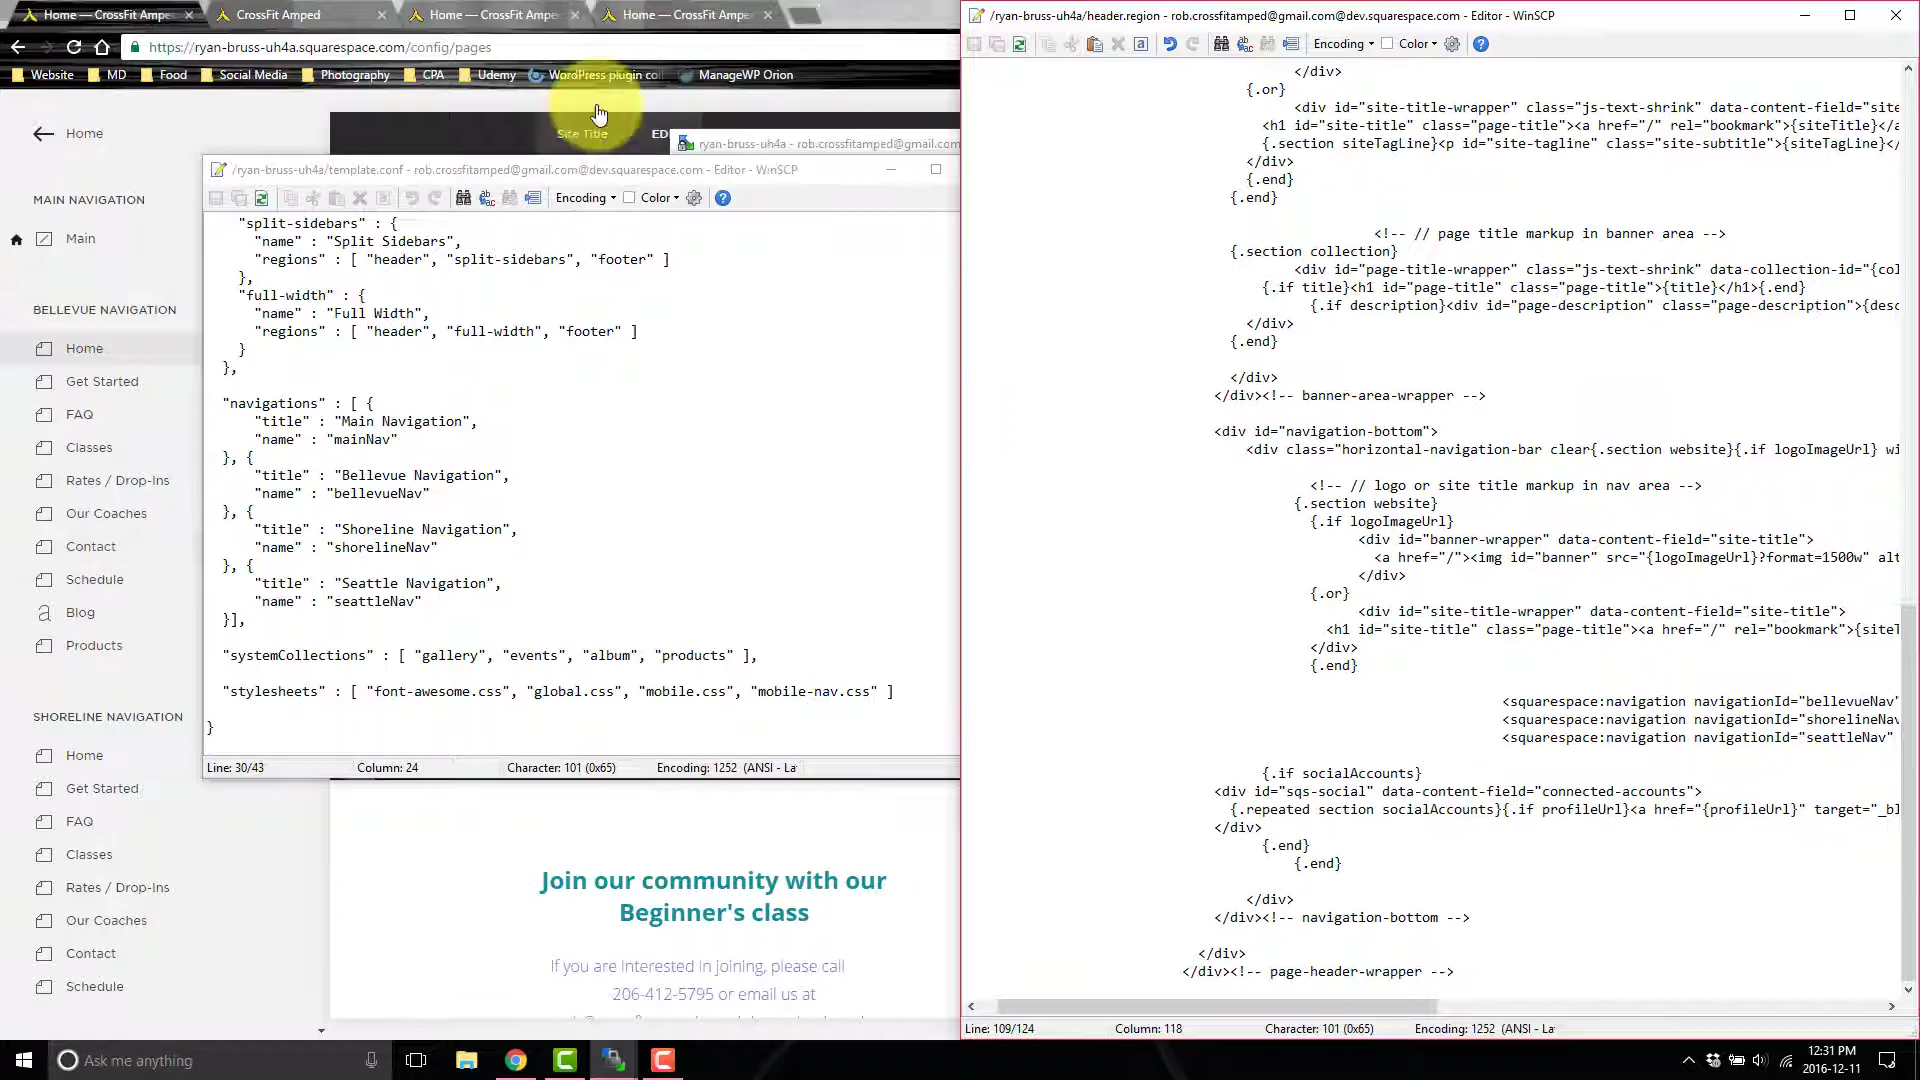 Home — CrossFit Amped
CrossFit Amped
Home — CrossFit Ampe
Home — CrossFit Ampe
https://ryan-bruss-uh4a.squarespace.com/config/pages
Website MD Food Social Media Photography CPA Udemy WordPress plugin co ManageWP Orion
Home
MAIN NAVIGATION
Main
BELLEVUE NAVIGATION
Home
Get Started
FAQ
Classes
Rates / Drop-Ins
Our Coaches
Contact
Schedule
Blog
Products
SHORELINE NAVIGATION
Home
Get Started
FAQ
Classes
Rates / Drop-Ins
Our Coaches
Contact
Schedule
Site Title
ryan-bruss-uh4a - rob.crossfitamped@gmail.com
/ryan-bruss-uh4a/template.conf - rob.crossfitamped@gmail.com@dev.squarespace.com - Editor - WinSCP
Encoding Color
"split-sidebars" : {
"name" : "Split Sidebars",
"regions" : [ "header", "split-sidebars", "footer" ]
},
"full-width" : {
"name" : "Full Width",
"regions" : [ "header", "full-width", "footer" ]
}
},
"navigations" : [ {
"title" : "Main Navigation",
"name" : "mainNav"
}, {
"title" : "Bellevue Navigation",
"name" : "bellevueNav"
}, {
"title" : "Shoreline Navigation",
"name" : "shorelineNav"
}, {
"title" : "Seattle Navigation",
"name" : "seattleNav"
}],
"systemCollections" : [ "gallery", "events", "album", "products" ],
"stylesheets" : [ "font-awesome.css", "global.css", "mobile.css", "mobile-nav.css" ]
}
Line: 30/43 Column: 24 Character: 101 (0x65) Encoding: 1252 (ANSI - La
Join our community with our
Beginner's class
If you are interested in joining, please call
206-412-5795 or email us at
/ryan-bruss-uh4a/header.region - rob.crossfitamped@gmail.com@dev.squarespace.com - Editor - WinSCP
Encoding Color
</div>
{.or}
<div id="site-title-wrapper" class="js-text-shrink" data-content-field="site
<h1 id="site-title" class="page-title"><a href="/" rel="bookmark">{siteTitle}</a
{.section siteTagLine}<p id="site-tagline" class="site-subtitle">{siteTagLine}</
</div>
{.end}
{.end}
<!-- // page title markup in banner area -->
{.section collection}
<div id="page-title-wrapper" class="js-text-shrink" data-collection-id="{col
{.if title}<h1 id="page-title" class="page-title">{title}</h1>{.end}
{.if description}<div id="page-description" class="page-description">{desc
</div>
{.end}
</div>
</div><!-- banner-area-wrapper -->
<div id="navigation-bottom">
<div class="horizontal-navigation-bar clear{.section website}{.if logoImageUrl} wi
<!-- // logo or site title markup in nav area -->
{.section website}
{.if logoImageUrl}
<div id="banner-wrapper" data-content-field="site-title">
<a href="/"><img id="banner" src="{logoImageUrl}?format=1500w" alt
</div>
{.or}
<div id="site-title-wrapper" data-content-field="site-title">
<h1 id="site-title" class="page-title"><a href="/" rel="bookmark">{siteT
</div>
{.end}
<squarespace:navigation navigationId="bellevueNav"
<squarespace:navigation navigationId="shorelineNav
<squarespace:navigation navigationId="seattleNav"
{.if socialAccounts}
<div id="sqs-social" data-content-field="connected-accounts">
{.repeated section socialAccounts}{.if profileUrl}<a href="{profileUrl}" target="_bl
</div>
{.end}
{.end}
</div>
</div><!-- navigation-bottom -->
</div>
</div><!-- page-header-wrapper -->
Line: 109/124 Column: 118 Character: 101 (0x65) Encoding: 1252 (ANSI - La
Ask me anything
12:31 PM
2016-12-11